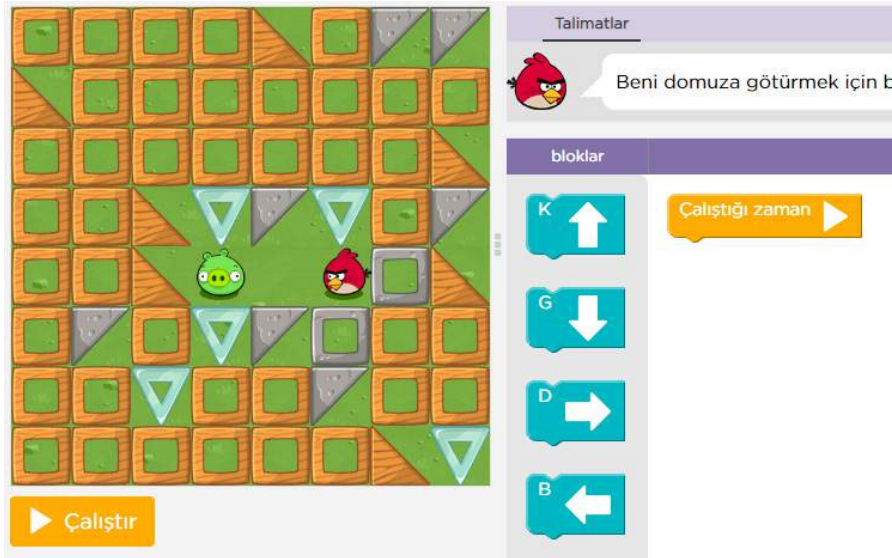 Talimatlar
Beni domuza götürmek için b
bloklar
K
Çalıştığı zaman
G
D
B
Çalıştır